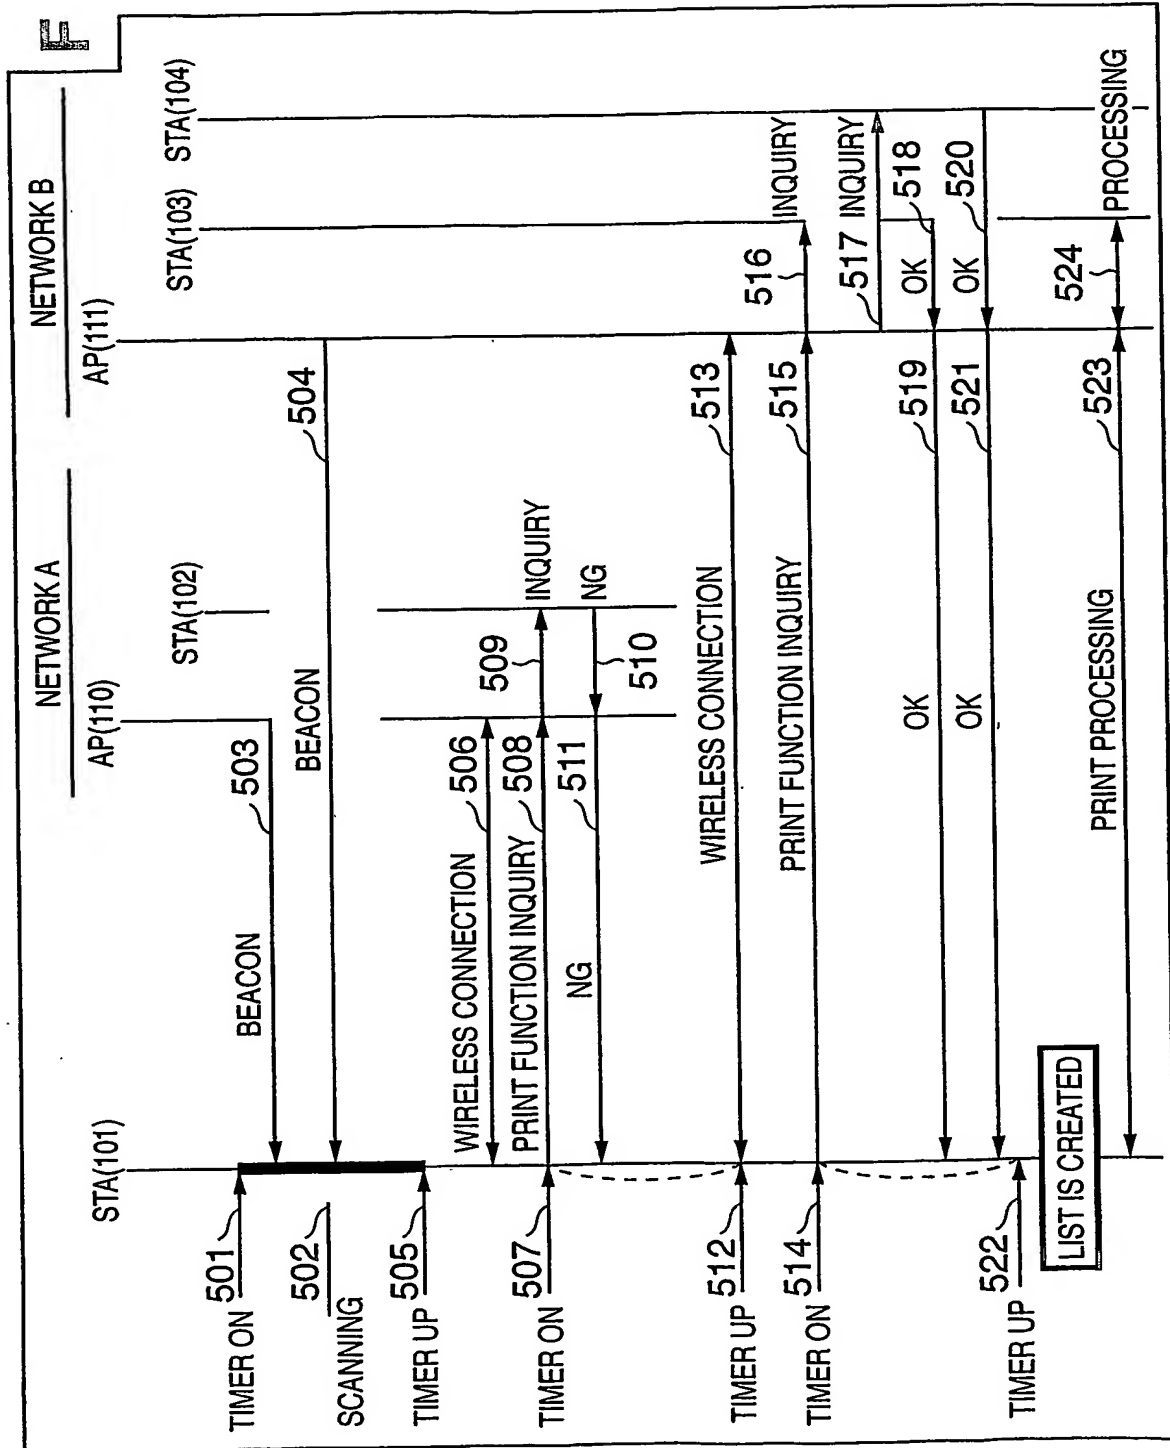 F
NETWORK A
NETWORK B
STA(101)
AP(110)
STA(102)
AP(111)
STA(103)
STA(104)
TIMER ON 501
BEACON
503
502
SCANNING
BEACON
504
TIMER UP 505
WIRELESS CONNECTION
506
TIMER ON 507
PRINT FUNCTION INQUIRY
508
509
INQUIRY
NG
511
510
NG
TIMER UP 512
WIRELESS CONNECTION
513
TIMER ON 514
PRINT FUNCTION INQUIRY
515
516
INQUIRY
517
INQUIRY
OK
519
OK
518
OK
521
OK
520
TIMER UP 522
LIST IS CREATED
PRINT PROCESSING
523
524
PROCESSING